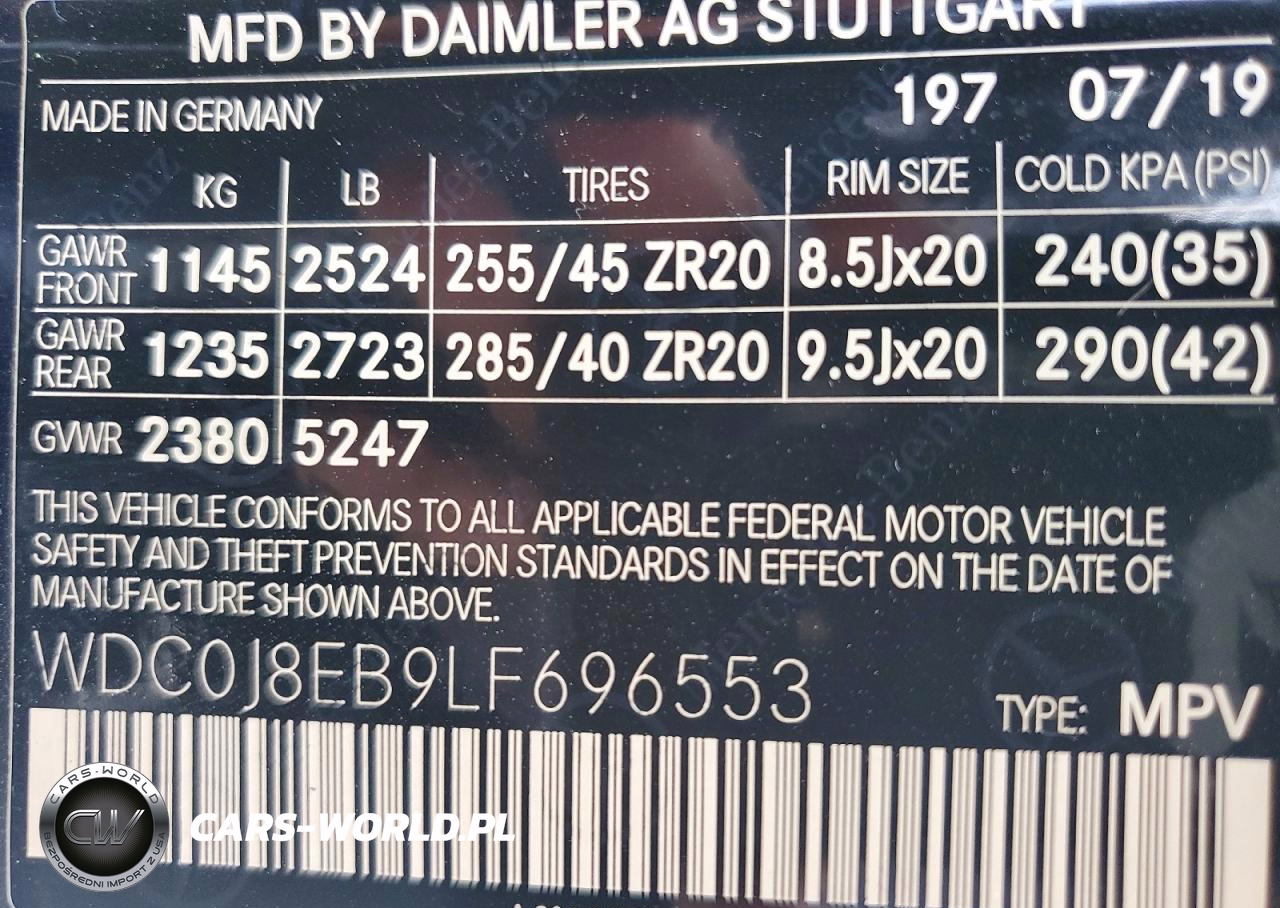 MFD BY DAIMLER AG STUTTGART
MADE IN GERMANY 197 07/19
KG LB TIRES RIM SIZE COLD KPA (PSI)
GAWR FRONT 1145 2524 255/45 ZR20 8.5Jx20 240(35)
GAWR REAR 1235 2723 285/40 ZR20 9.5Jx20 290(42)
GVWR 2380 5247
THIS VEHICLE CONFORMS TO ALL APPLICABLE FEDERAL MOTOR VEHICLE
SAFETY AND THEFT PREVENTION STANDARDS IN EFFECT ON THE DATE OF
MANUFACTURE SHOWN ABOVE.
WDC0J8EB9LF696553
TYPE: MPV
CARS-WORLD
CW
BEZPOŚREDNI IMPORT Z USA
CARS-WORLD.PL